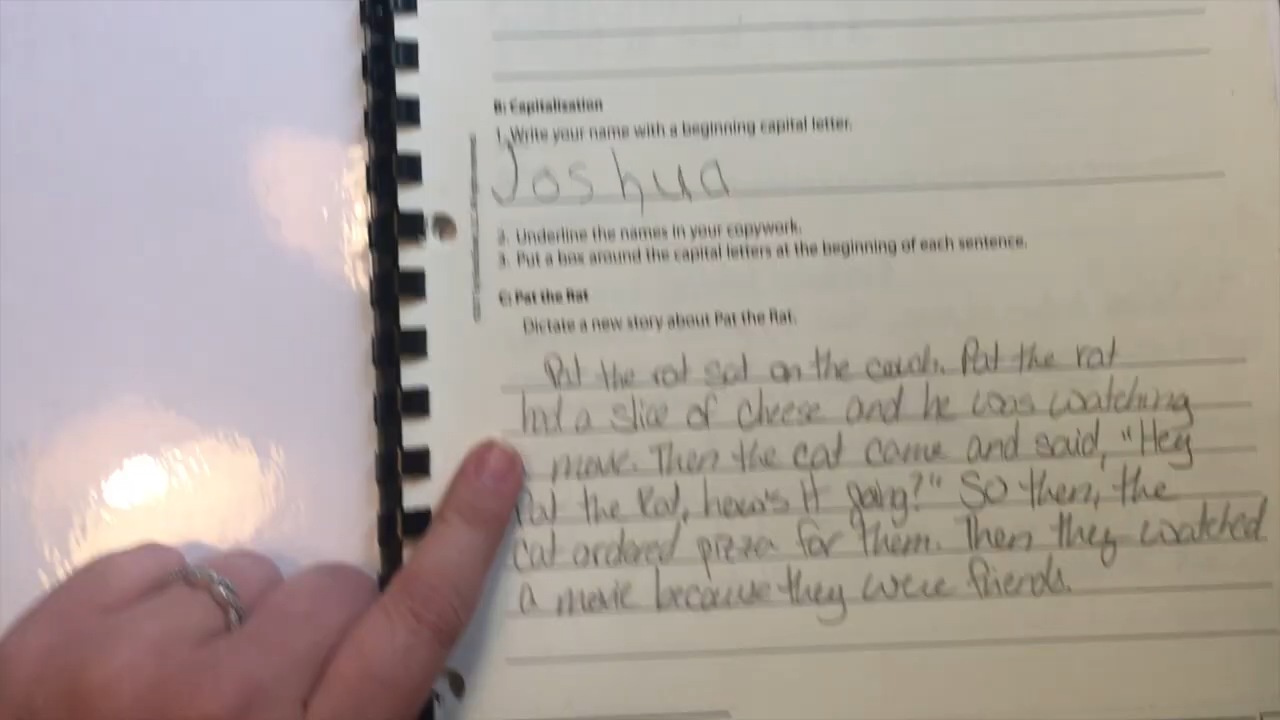 B: Capitalisation
1. Write your name with a beginning capital letter.
Joshua
2. Underline the names in your copywork.
3. Put a box around the capital letters at the beginning of each sentence.
C: Pat the Rat
Dictate a new story about Pat the Rat.
Pat the rat sat on the couch. Pat the rat
had a slice of cheese and he was watching
movie. Then the cat came and said, "Hey
Pat the Rat, how's it going?" So then, the
cat ordered pizza for them. Then they watched
a movie because they were friends.